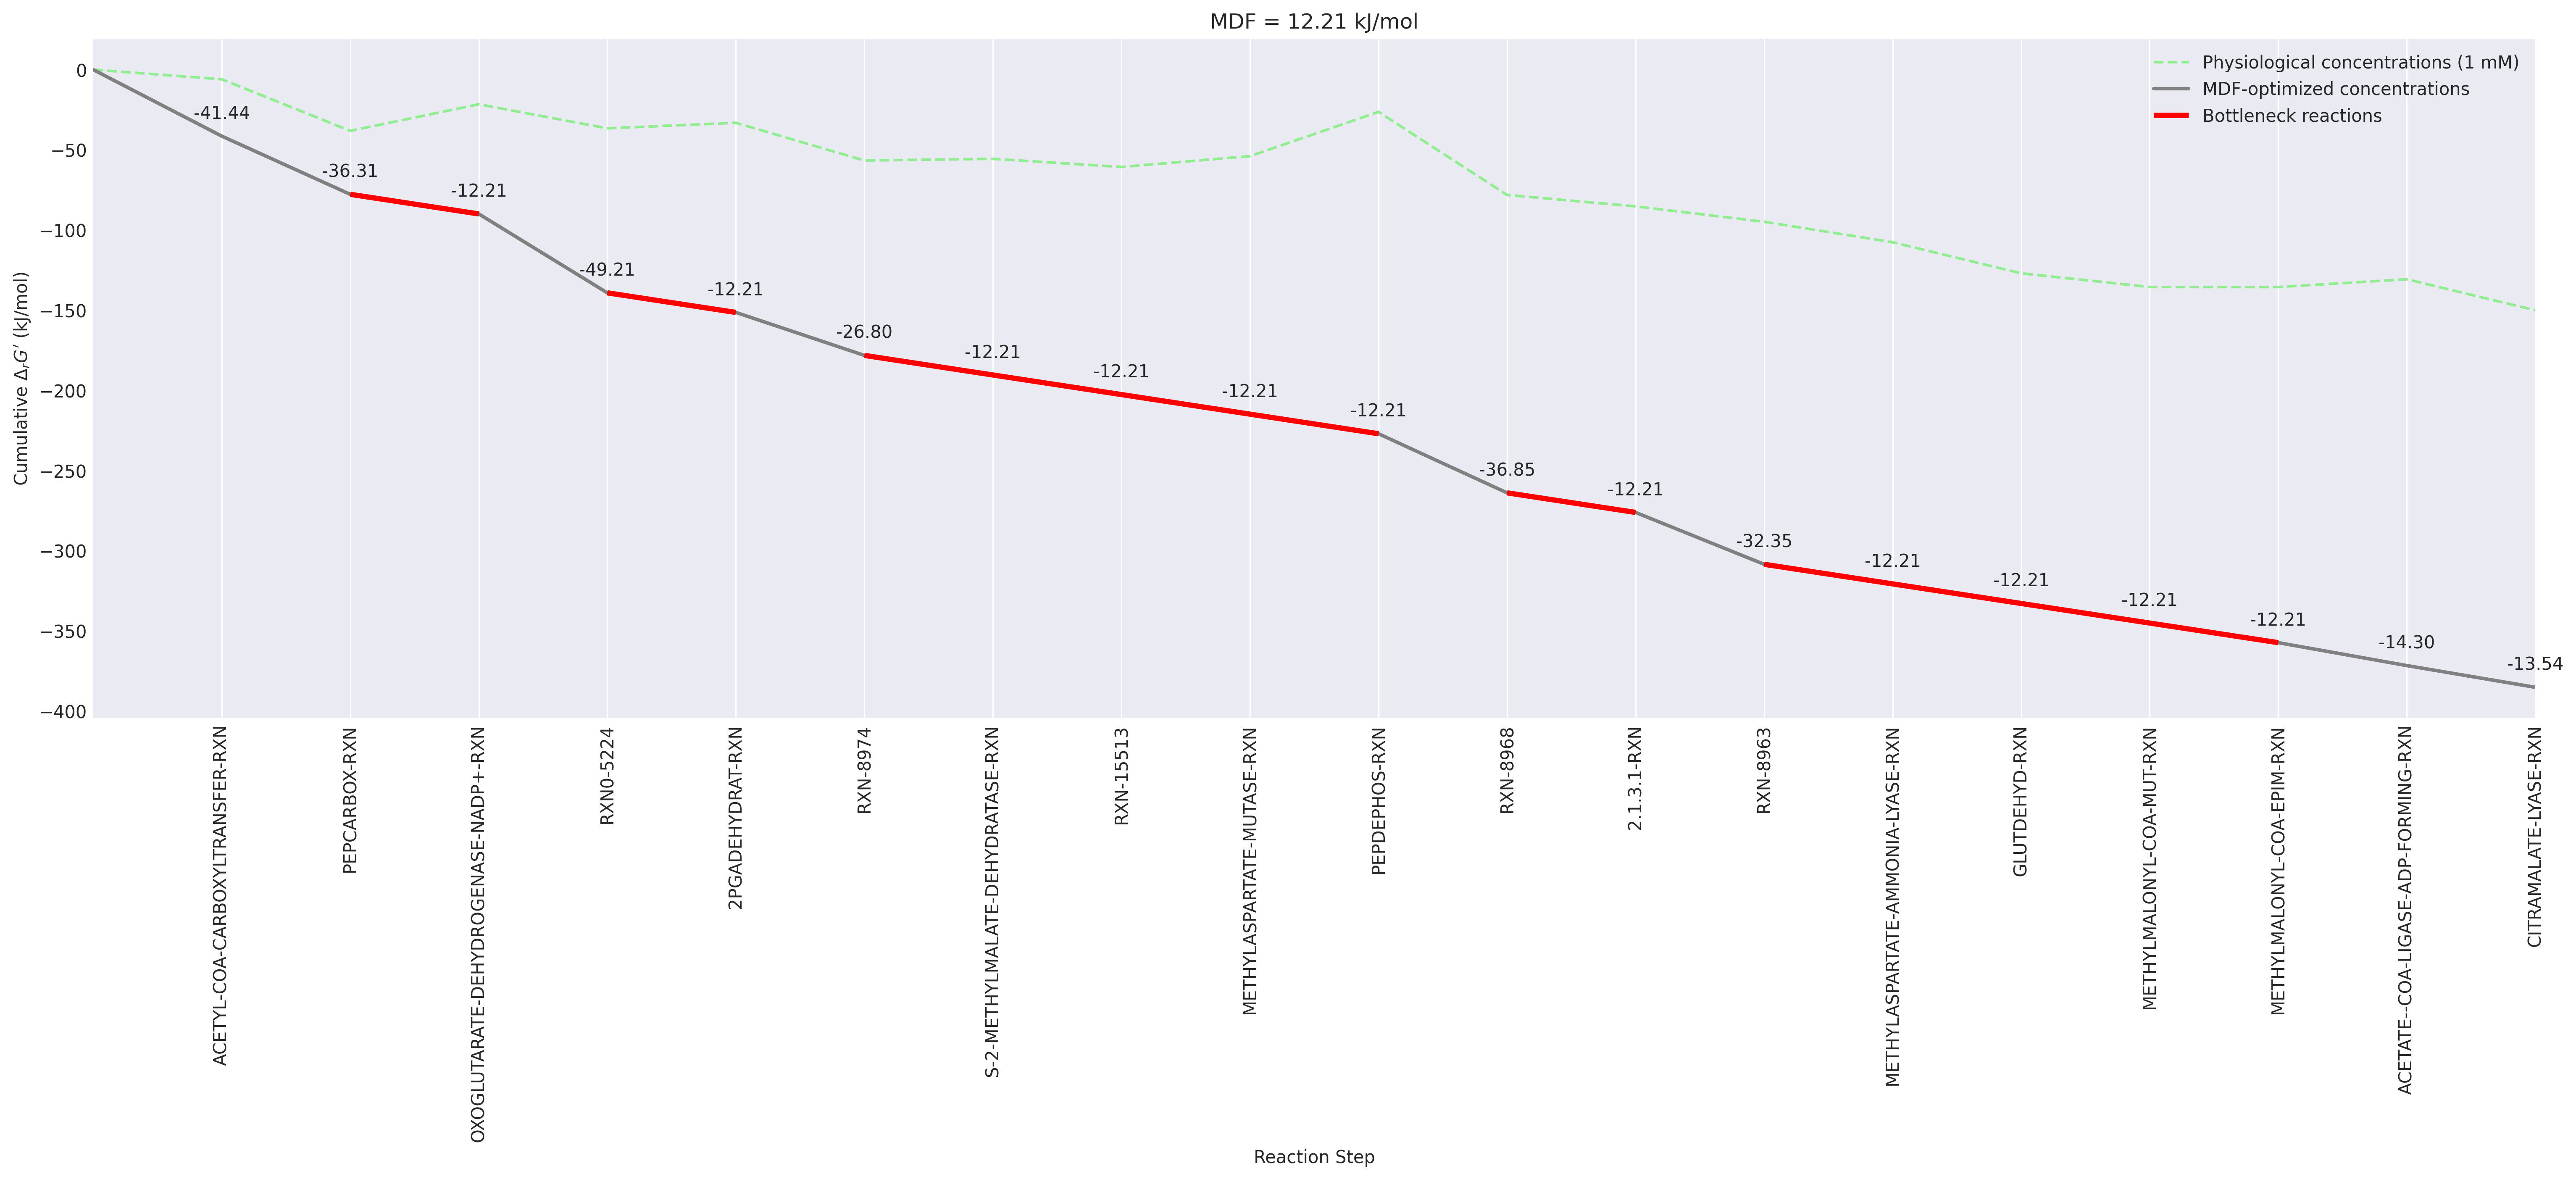 MDF = 12.21 kJ/mol
Physiological concentrations (1 mM)
MDF-optimized concentrations
Bottleneck reactions
Cumulative ΔrG′ (kJ/mol)
0
−50
−100
−150
−200
−250
−300
−350
−400
-41.44
-36.31
-12.21
-49.21
-12.21
-26.80
-12.21
-12.21
-12.21
-12.21
-36.85
-12.21
-32.35
-12.21
-12.21
-12.21
-12.21
-14.30
-13.54
ACETYL-COA-CARBOXYLTRANSFER-RXN
PEPCARBOX-RXN
OXOGLUTARATE-DEHYDROGENASE-NADP+-RXN
RXN0-5224
2PGADEHYDRAT-RXN
RXN-8974
S-2-METHYLMALATE-DEHYDRATASE-RXN
RXN-15513
METHYLASPARTATE-MUTASE-RXN
PEPDEPHOS-RXN
RXN-8968
2.1.3.1-RXN
RXN-8963
METHYLASPARTATE-AMMONIA-LYASE-RXN
GLUTDEHYD-RXN
METHYLMALONYL-COA-MUT-RXN
METHYLMALONYL-COA-EPIM-RXN
ACETATE--COA-LIGASE-ADP-FORMING-RXN
CITRAMALATE-LYASE-RXN
Reaction Step